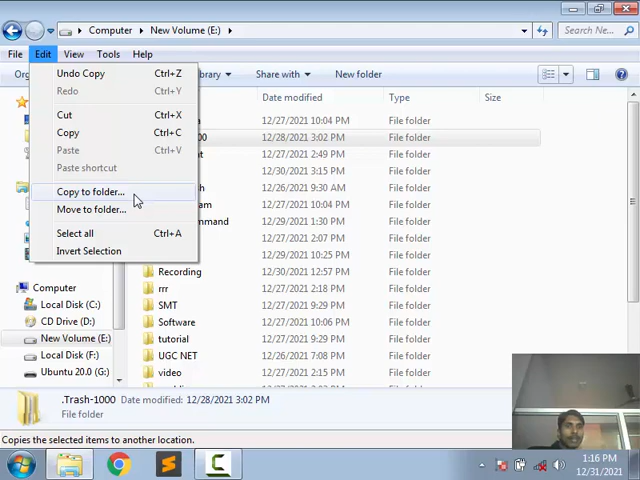 Computer New Volume (E:) Search Ne...
File Edit View Tools Help
Share with New folder
Undo Copy Ctrl+Z
Redo Ctrl+Y
Cut Ctrl+X
Copy Ctrl+C
Paste Ctrl+V
Paste shortcut
Copy to folder...
Move to folder...
Select all Ctrl+A
Invert Selection
Date modified: Type Size
12/27/2021 10:04 PM File folder
00 12/28/2021 3:02 PM File folder
12/27/2021 2:49 PM File folder
12/30/2021 3:15 PM File folder
12/26/2021 9:30 AM File folder
12/27/2021 9:04 PM File folder
12/29/2021 1:30 PM File folder
12/27/2021 2:07 PM File folder
12/29/2021 10:25 PM File folder
Recording 12/30/2021 12:57 PM File folder
rrr 12/27/2021 2:18 PM File folder
SMT 12/27/2021 9:29 PM File folder
Software 12/27/2021 10:06 PM File folder
tutorial 12/27/2021 9:29 PM File folder
UGC NET 12/26/2021 7:08 PM File folder
video 12/27/2021 2:15 PM File folder
Computer
Local Disk (C:)
CD Drive (D:)
New Volume (E:)
Local Disk (F:)
Ubuntu 20.0 (G:)
.Trash-1000 Date modified: 12/28/2021 3:02 PM
File folder
Copies the selected items to another location.
1:16 PM
12/31/2021